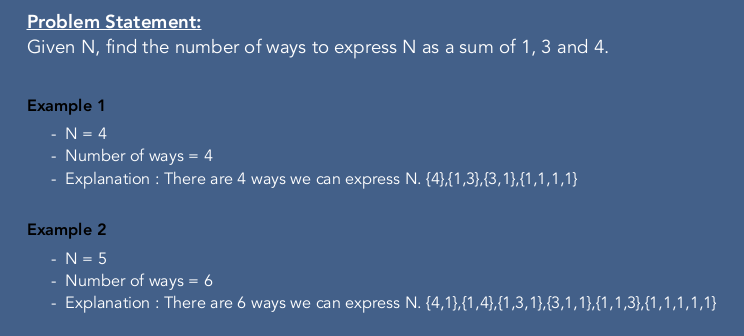 Problem Statement:
Given N, find the number of ways to express N as a sum of 1, 3 and 4.
Example 1
- N = 4
- Number of ways = 4
- Explanation : There are 4 ways we can express N. {4},{1,3},{3,1},{1,1,1,1}
Example 2
- N = 5
- Number of ways = 6
- Explanation : There are 6 ways we can express N. {4,1},{1,4},{1,3,1},{3,1,1},{1,1,3},{1,1,1,1,1}